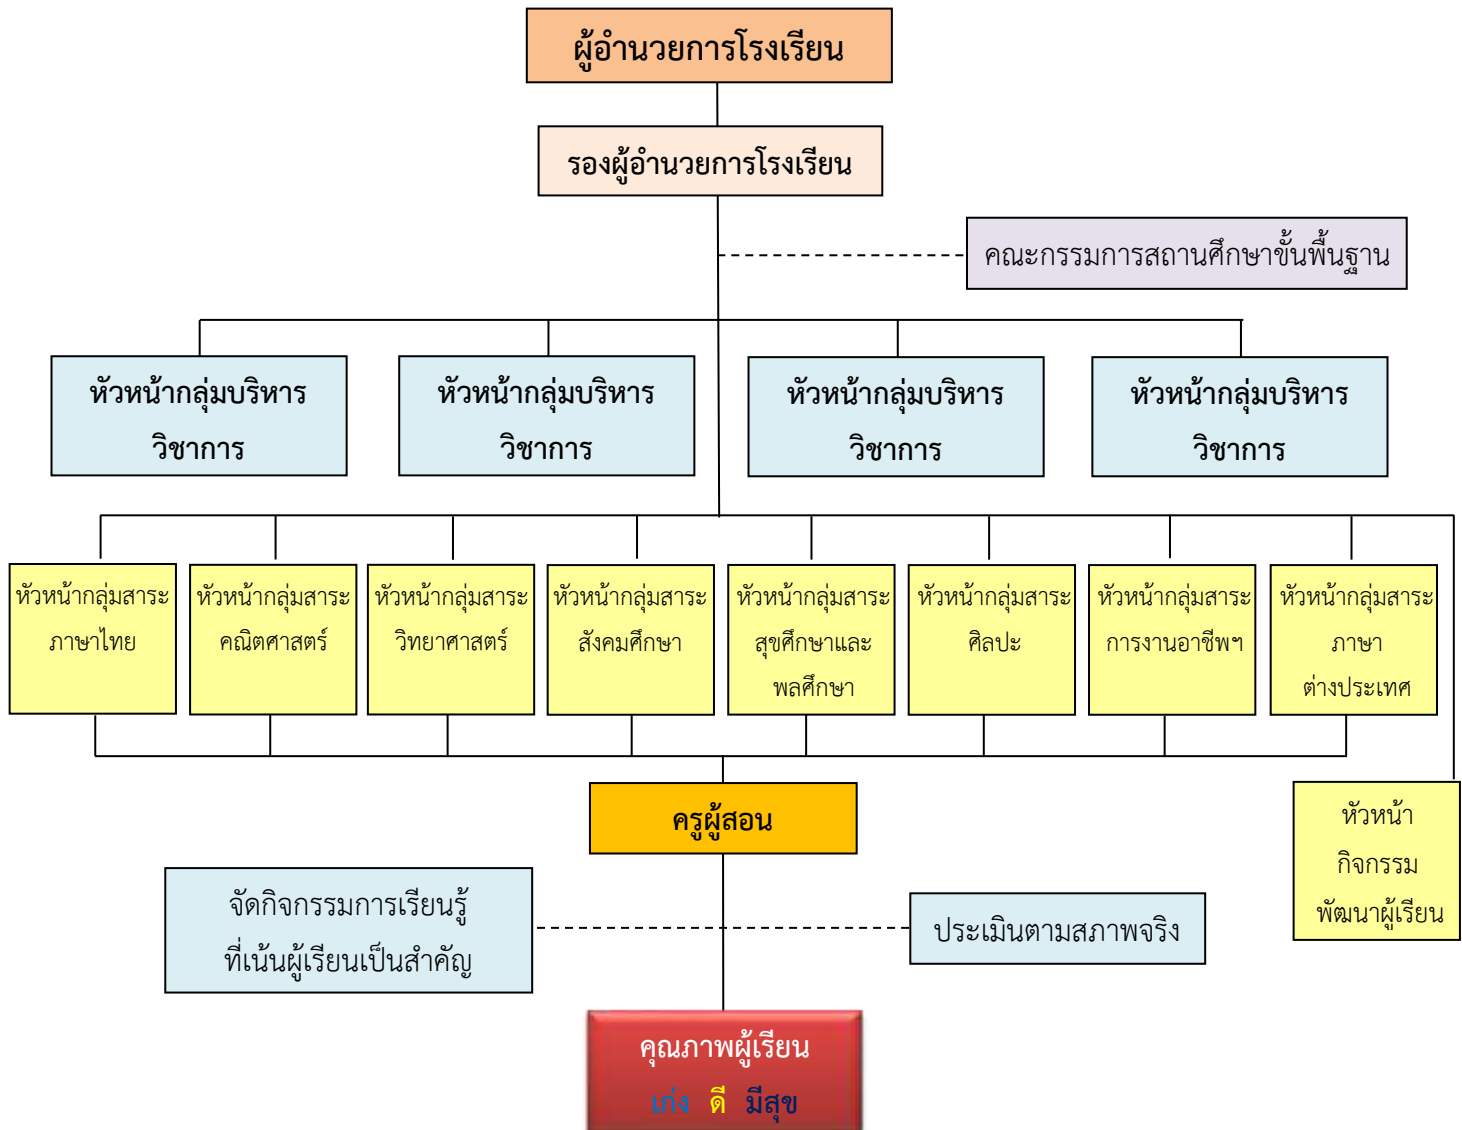 ผู้อำนวยการโรงเรียน
รองผู้อำนวยการโรงเรียน
คณะกรรมการสถานศึกษาขั้นพื้นฐาน
หัวหน้ากลุ่มบริหาร
วิชาการ
หัวหน้ากลุ่มบริหาร
วิชาการ
หัวหน้ากลุ่มบริหาร
วิชาการ
หัวหน้ากลุ่มบริหาร
วิชาการ
หัวหน้ากลุ่มสาระ
ภาษาไทย
หัวหน้ากลุ่มสาระ
คณิตศาสตร์
หัวหน้ากลุ่มสาระ
วิทยาศาสตร์
หัวหน้ากลุ่มสาระ
สังคมศึกษา
หัวหน้ากลุ่มสาระ
สุขศึกษาและ
พลศึกษา
หัวหน้ากลุ่มสาระ
ศิลปะ
หัวหน้ากลุ่มสาระ
การงานอาชีพฯ
หัวหน้ากลุ่มสาระ
ภาษา
ต่างประเทศ
ครูผู้สอน
หัวหน้า
กิจกรรม
พัฒนาผู้เรียน
จัดกิจกรรมการเรียนรู้
ที่เน้นผู้เรียนเป็นสำคัญ
ประเมินตามสภาพจริง
คุณภาพผู้เรียน
เก่ง ดี มีสุข